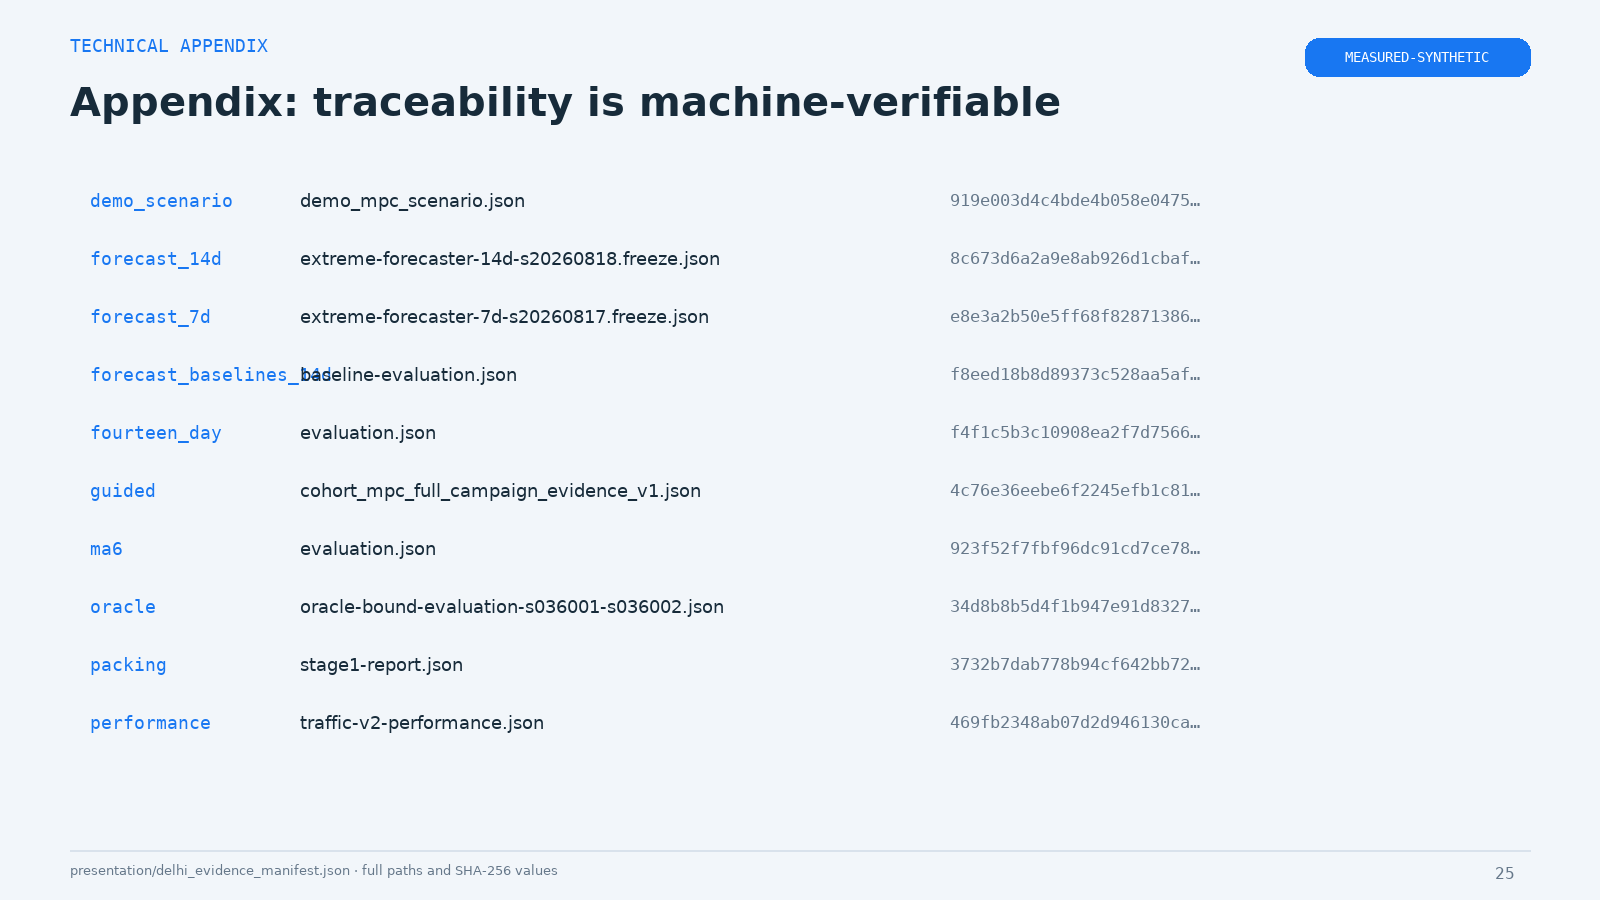 TECHNICAL APPENDIX
MEASURED-SYNTHETIC
Appendix: traceability is machine-verifiable
demo_scenario demo_mpc_scenario.json 919e003d4c4bde4b058e0475…
forecast_14d extreme-forecaster-14d-s20260818.freeze.json 8c673d6a2a9e8ab926d1cbaf…
forecast_7d extreme-forecaster-7d-s20260817.freeze.json e8e3a2b50e5ff68f82871386…
forecast_baselines_14d baseline-evaluation.json f8eed18b8d89373c528aa5af…
fourteen_day evaluation.json f4f1c5b3c10908ea2f7d7566…
guided cohort_mpc_full_campaign_evidence_v1.json 4c76e36eebe6f2245efb1c81…
ma6 evaluation.json 923f52f7fbf96dc91cd7ce78…
oracle oracle-bound-evaluation-s036001-s036002.json 34d8b8b5d4f1b947e91d8327…
packing stage1-report.json 3732b7dab778b94cf642bb72…
performance traffic-v2-performance.json 469fb2348ab07d2d946130ca…
presentation/delhi_evidence_manifest.json · full paths and SHA-256 values
25